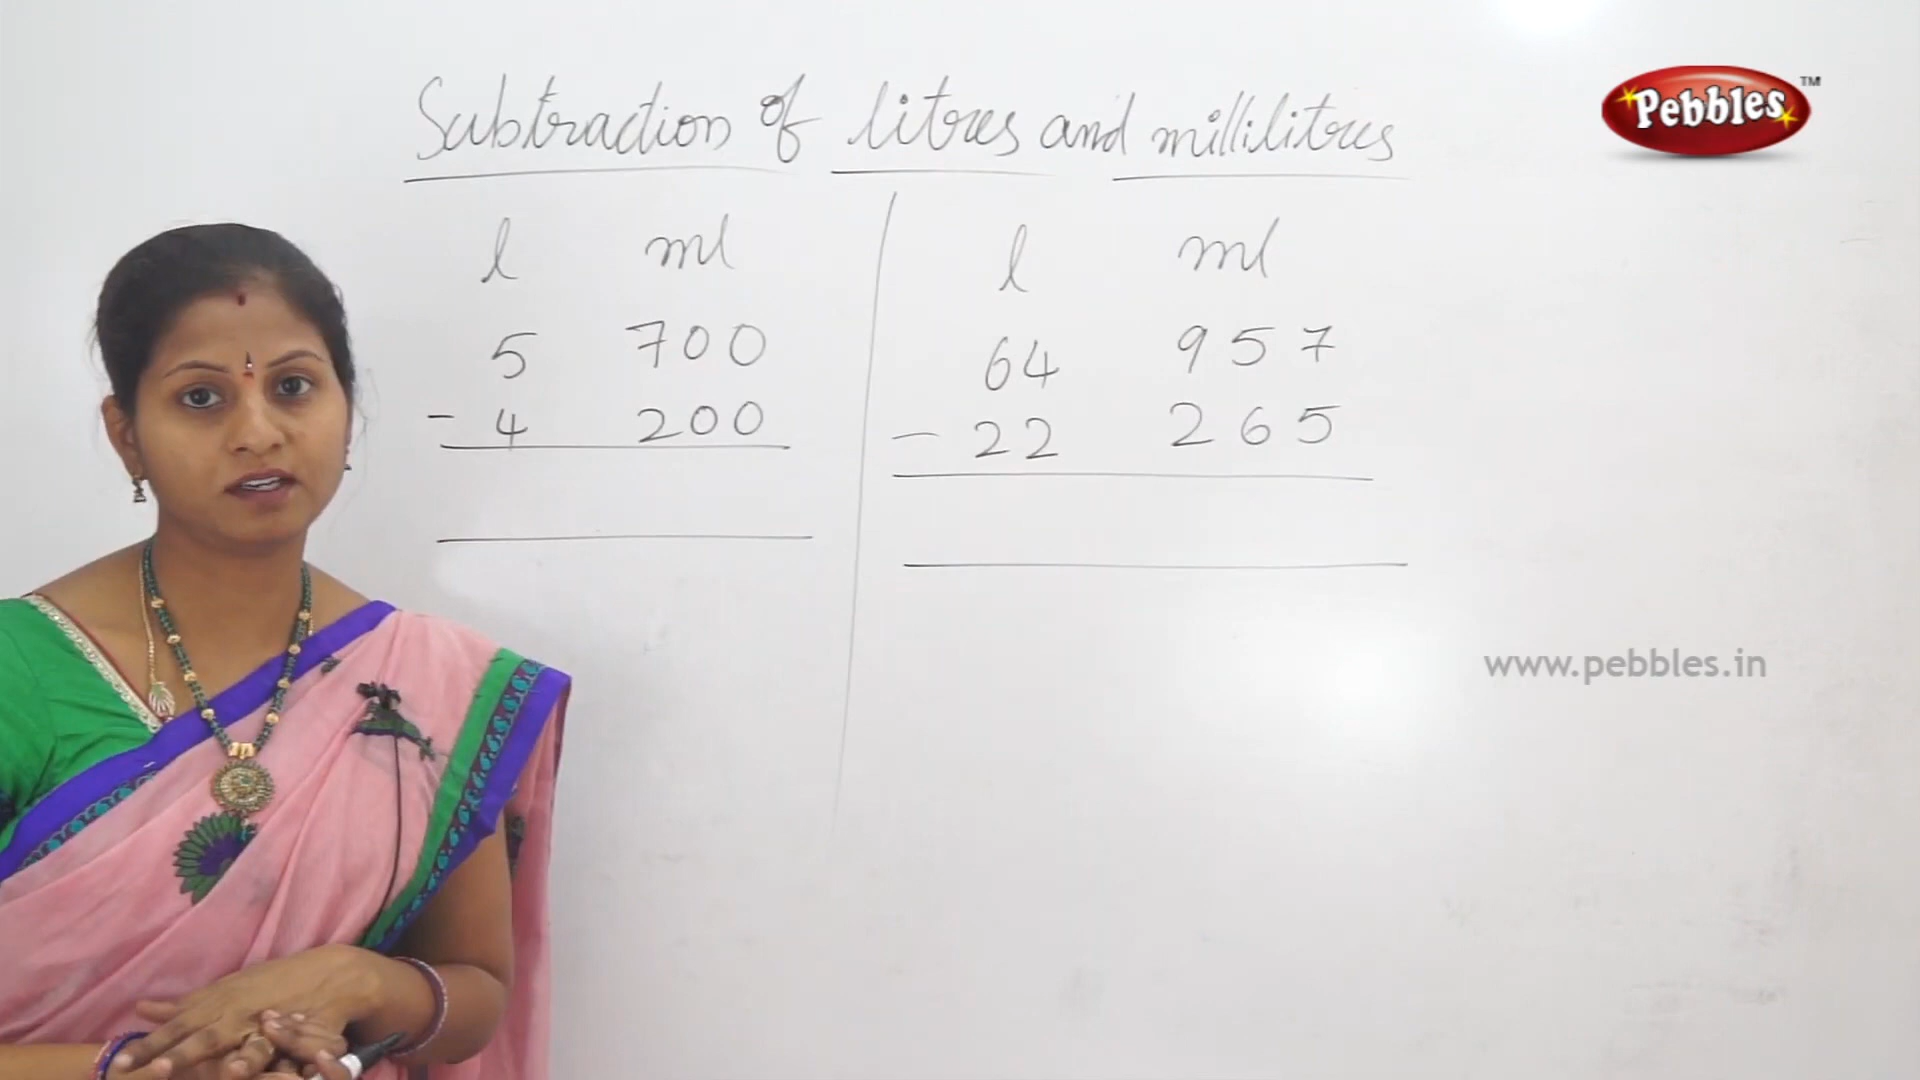 Subtraction of litres and millilitres
l ml
5 700
- 4 200
l ml
64 957
- 22 265
Pebbles TM
www.pebbles.in